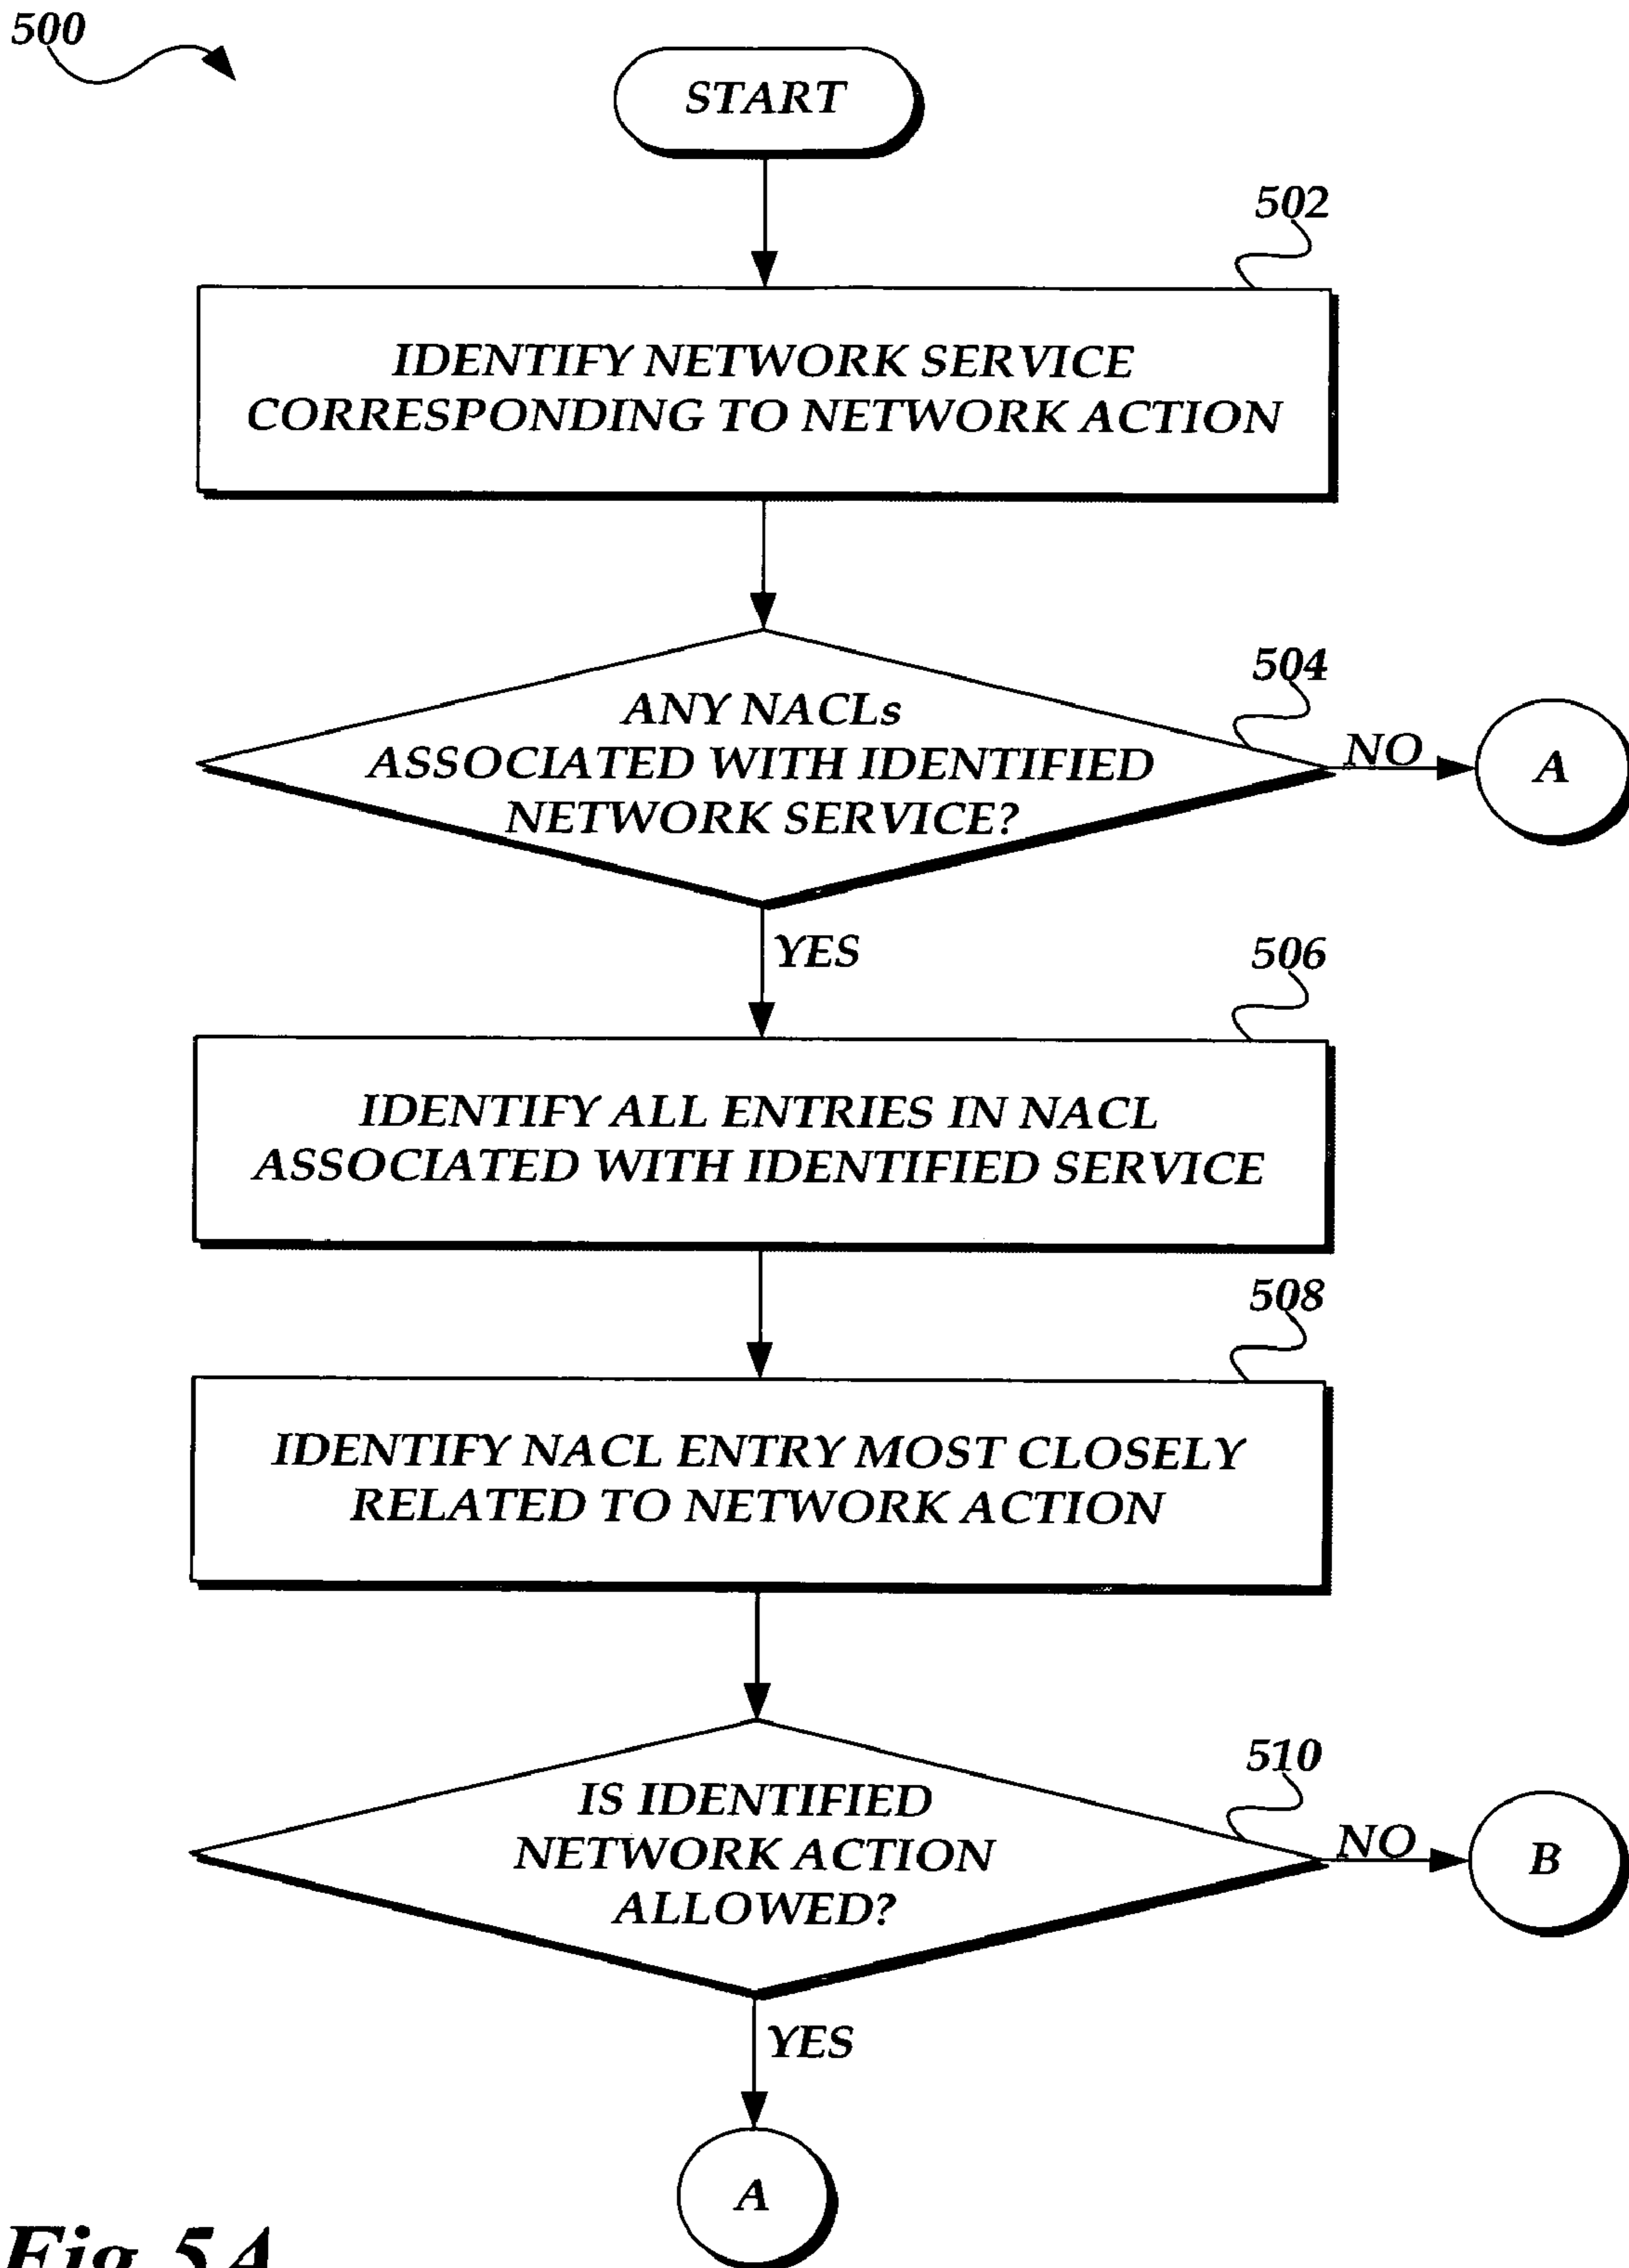 500
START
502
IDENTIFY NETWORK SERVICE
CORRESPONDING TO NETWORK ACTION
504
ANY NACLs
ASSOCIATED WITH IDENTIFIED
NETWORK SERVICE?
NO
A
YES
506
IDENTIFY ALL ENTRIES IN NACL
ASSOCIATED WITH IDENTIFIED SERVICE
508
IDENTIFY NACL ENTRY MOST CLOSELY
RELATED TO NETWORK ACTION
510
IS IDENTIFIED
NETWORK ACTION
ALLOWED?
NO
B
YES
A
Fig. 5A